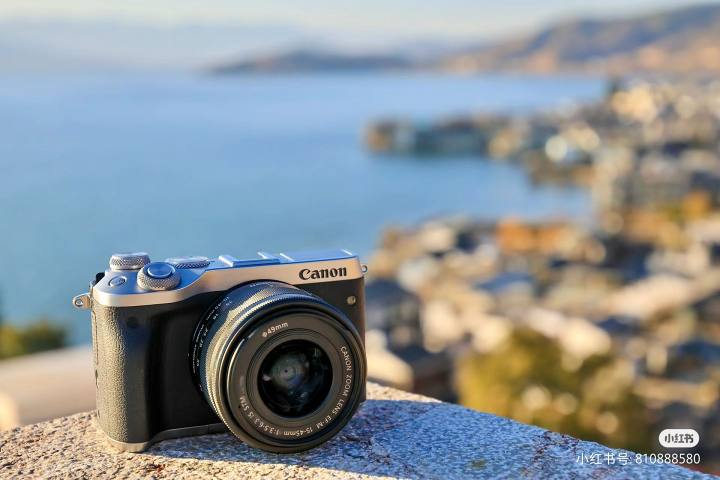 Canon
ø49mm
CANON ZOOM LENS EF-M 15-45mm 1:3.5-6.3 IS STM
小红书
小红书号: 810888580